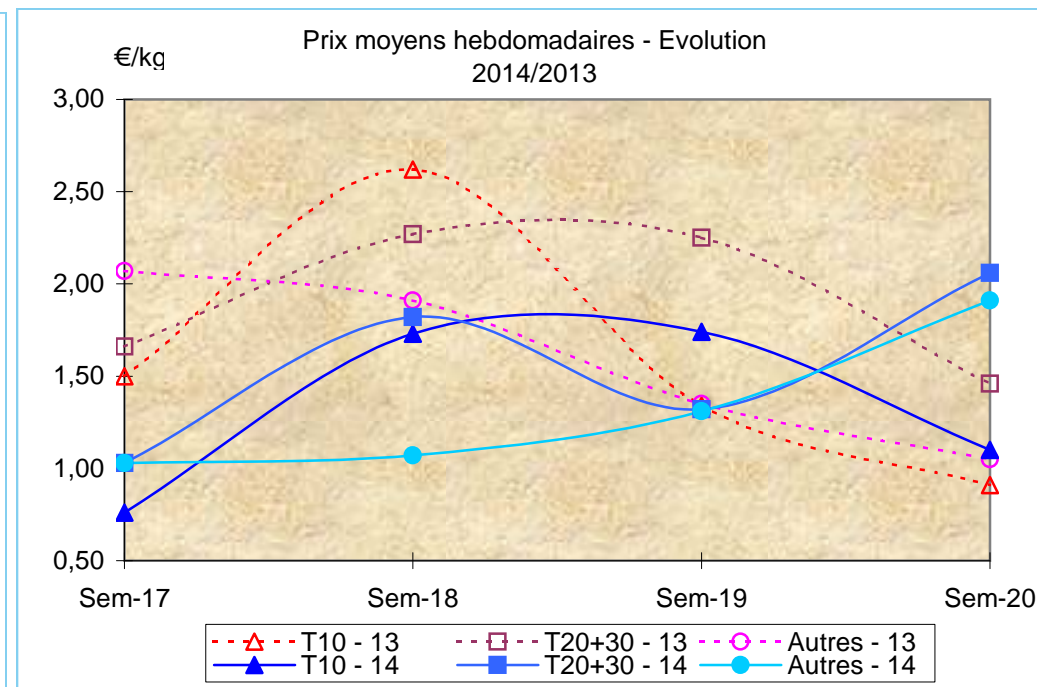 Prix moyens hebdomadaires - Evolution
2014/2013
€/kg
3,00
2,50
2,00
1,50
1,00
0,50
Sem-17 Sem-18 Sem-19 Sem-20
T10 - 13 T20+30 - 13 Autres - 13
T10 - 14 T20+30 - 14 Autres - 14